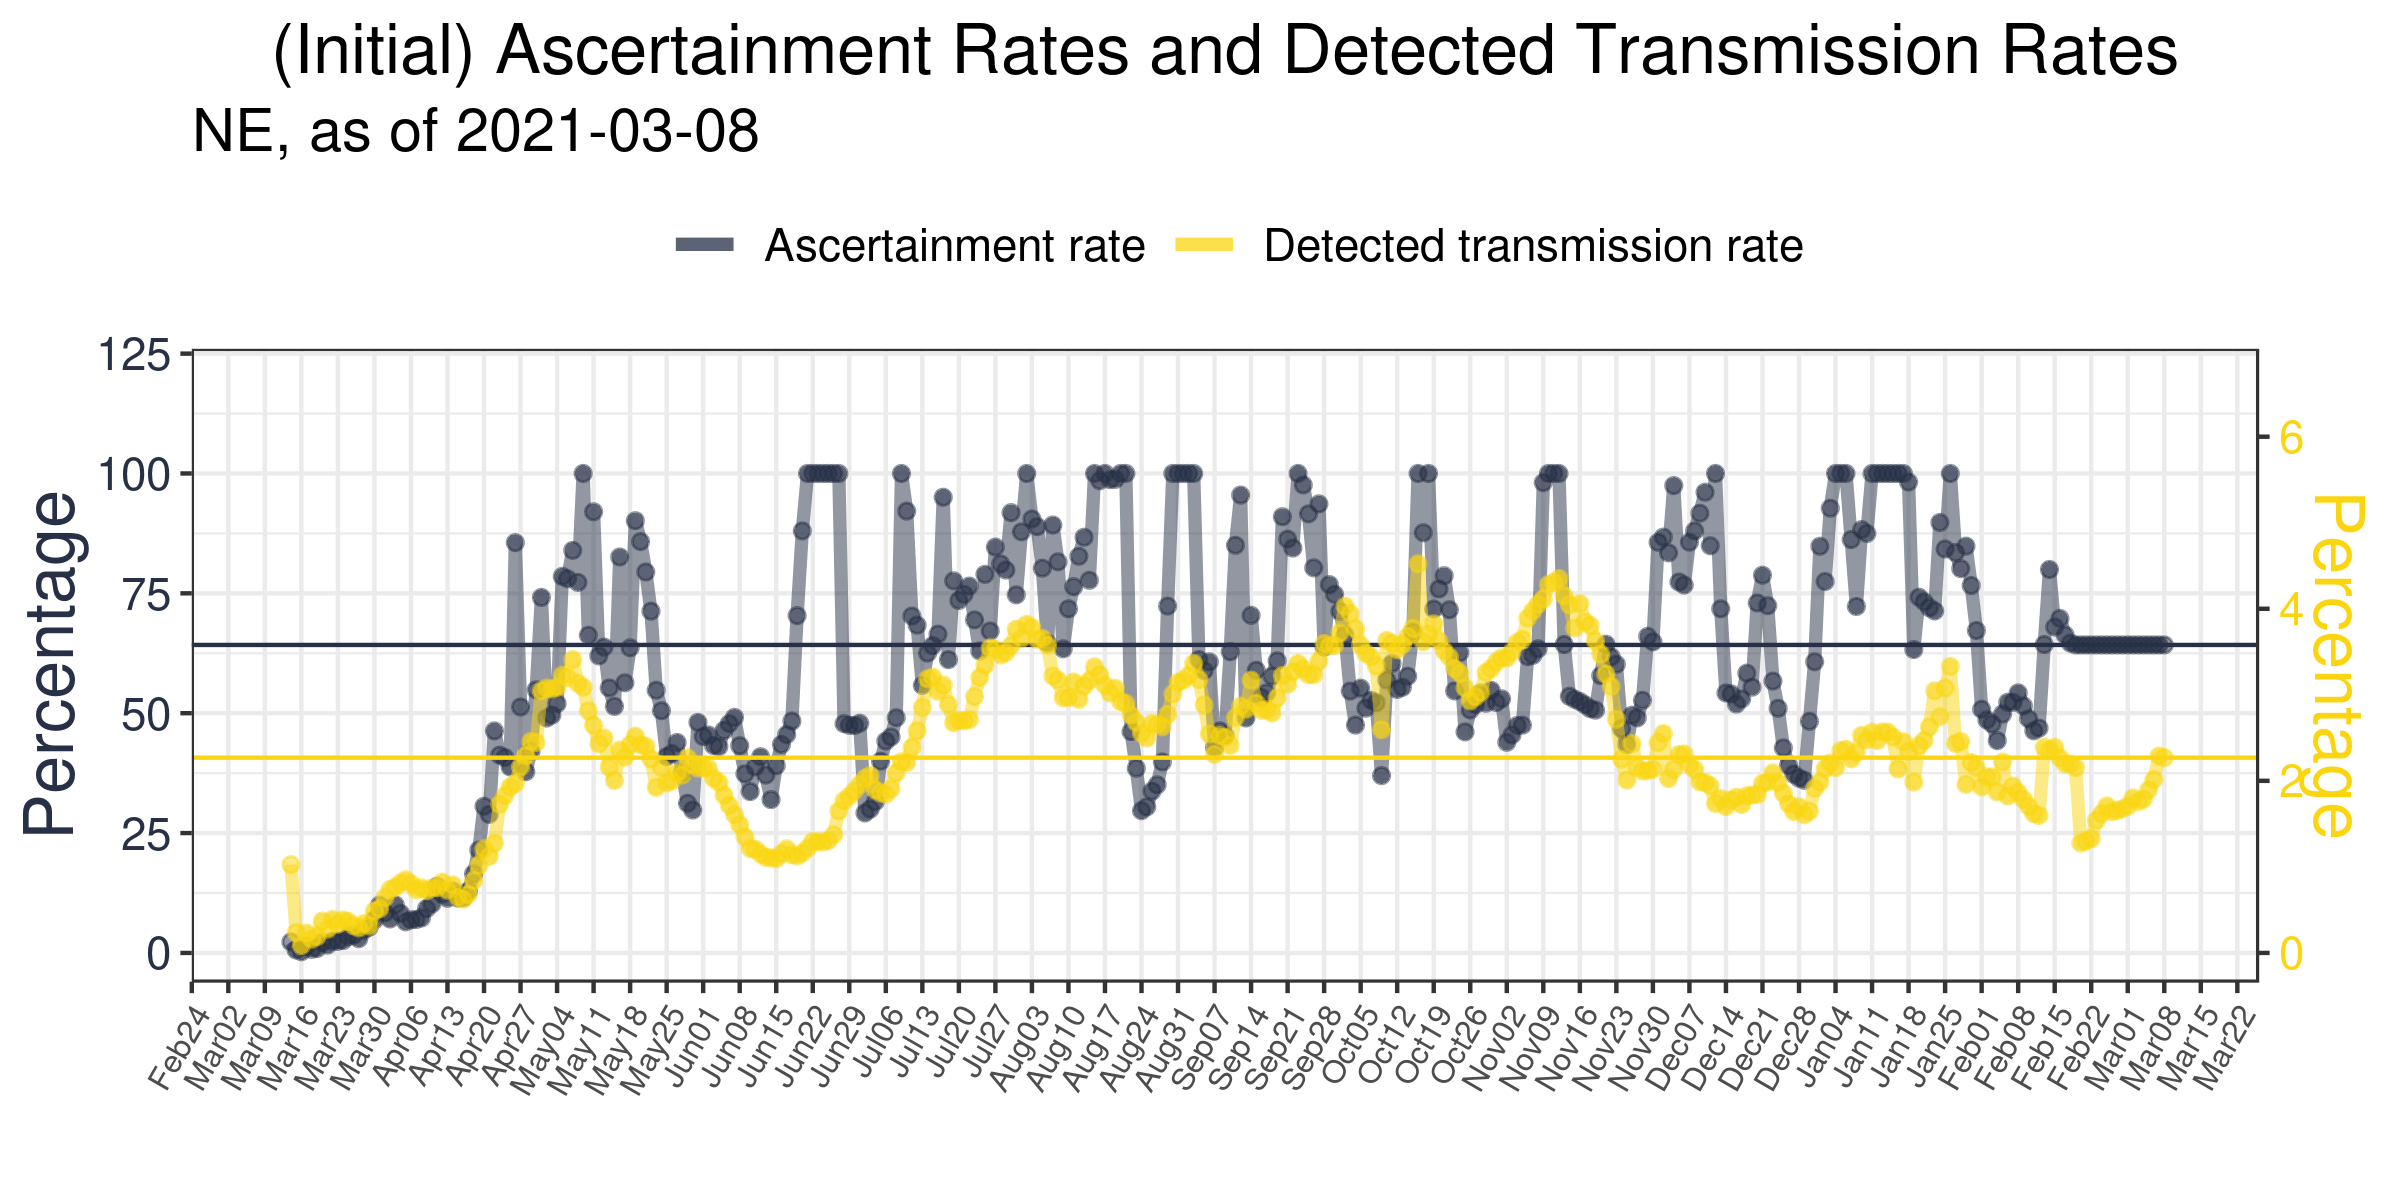 (Initial) Ascertainment Rates and Detected Transmission Rates
NE, as of 2021-03-08
Ascertainment rate
Detected transmission rate
Percentage
125
100
75
50
25
0
6
4
2
0
Percentage
Feb24
Mar02
Mar09
Mar16
Mar23
Mar30
Apr06
Apr13
Apr20
Apr27
May04
May11
May18
May25
Jun01
Jun08
Jun15
Jun22
Jun29
Jul06
Jul13
Jul20
Jul27
Aug03
Aug10
Aug17
Aug24
Aug31
Sep07
Sep14
Sep21
Sep28
Oct05
Oct12
Oct19
Oct26
Nov02
Nov09
Nov16
Nov23
Nov30
Dec07
Dec14
Dec21
Dec28
Jan04
Jan11
Jan18
Jan25
Feb01
Feb08
Feb15
Feb22
Mar01
Mar08
Mar15
Mar22